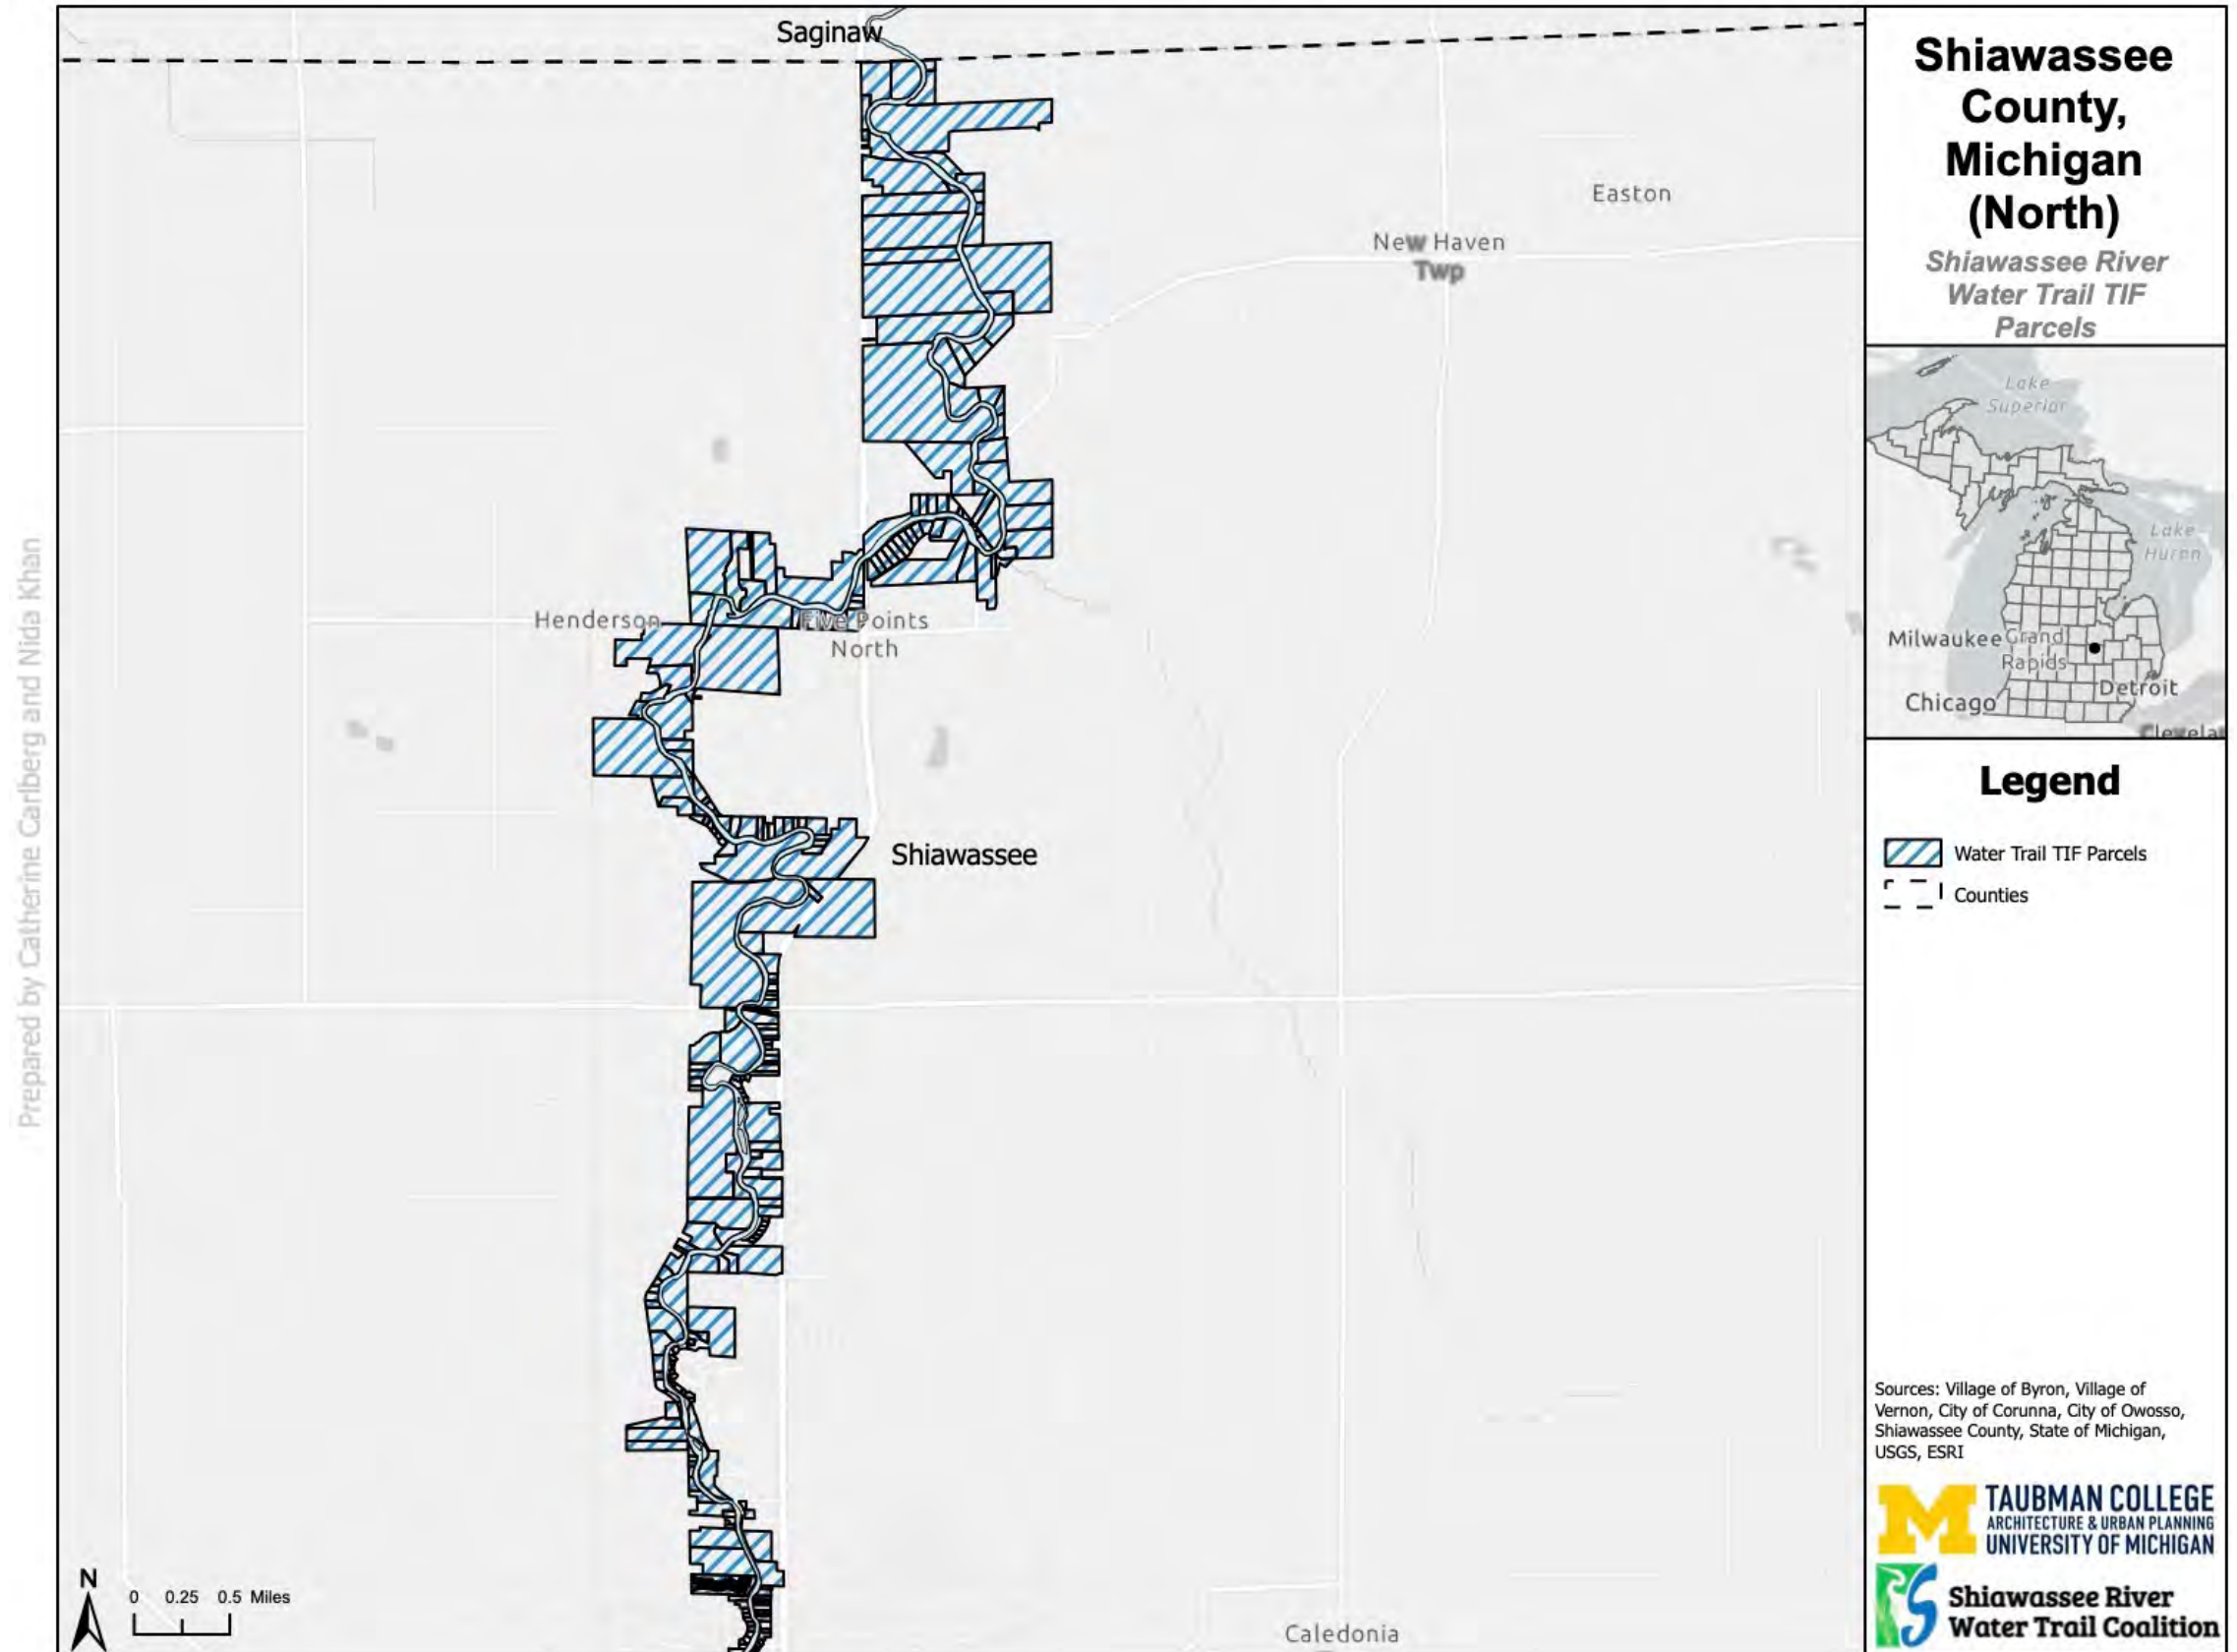 Saginaw
Easton
New Haven
Twp
Henderson
Five Points
North
Shiawassee
Caledonia
N
0 0.25 0.5 Miles
Prepared by Catherine Carlberg and Nida Khan
Shiawassee
County,
Michigan
(North)
Shiawassee River
Water Trail TIF
Parcels
Lake
Superior
Lake
Huron
Milwaukee
Grand
Rapids
Detroit
Chicago
Clevela
Legend
Water Trail TIF Parcels
Counties
Sources: Village of Byron, Village of
Vernon, City of Corunna, City of Owosso,
Shiawassee County, State of Michigan,
USGS, ESRI
M
TAUBMAN COLLEGE
ARCHITECTURE & URBAN PLANNING
UNIVERSITY OF MICHIGAN
Shiawassee River
Water Trail Coalition